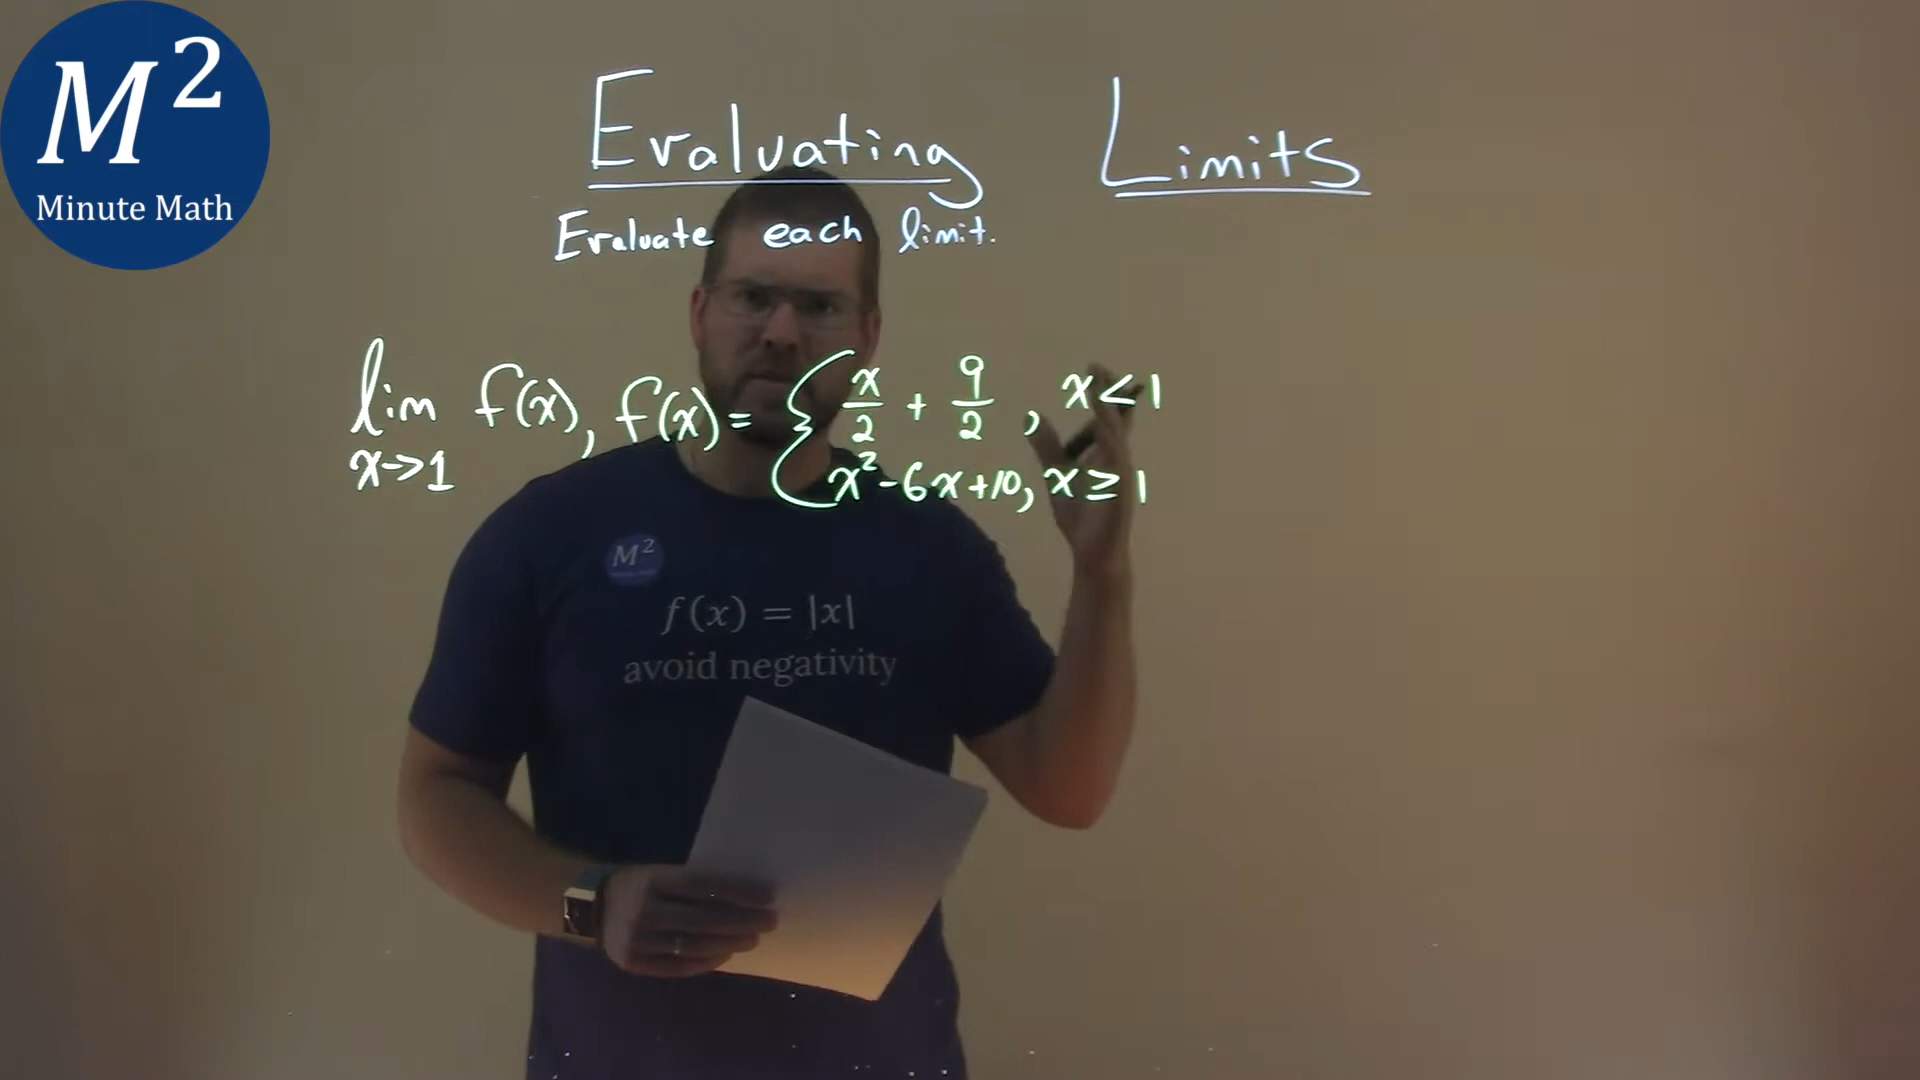 M²
Minute Math
Evaluating Limits
Evaluate each limit.
lim f(x), f(x) = { x/2 + 9/2, x < 1
x->1
x² - 6x + 10, x ≥ 1
M²
f(x) = |x|
avoid negativity